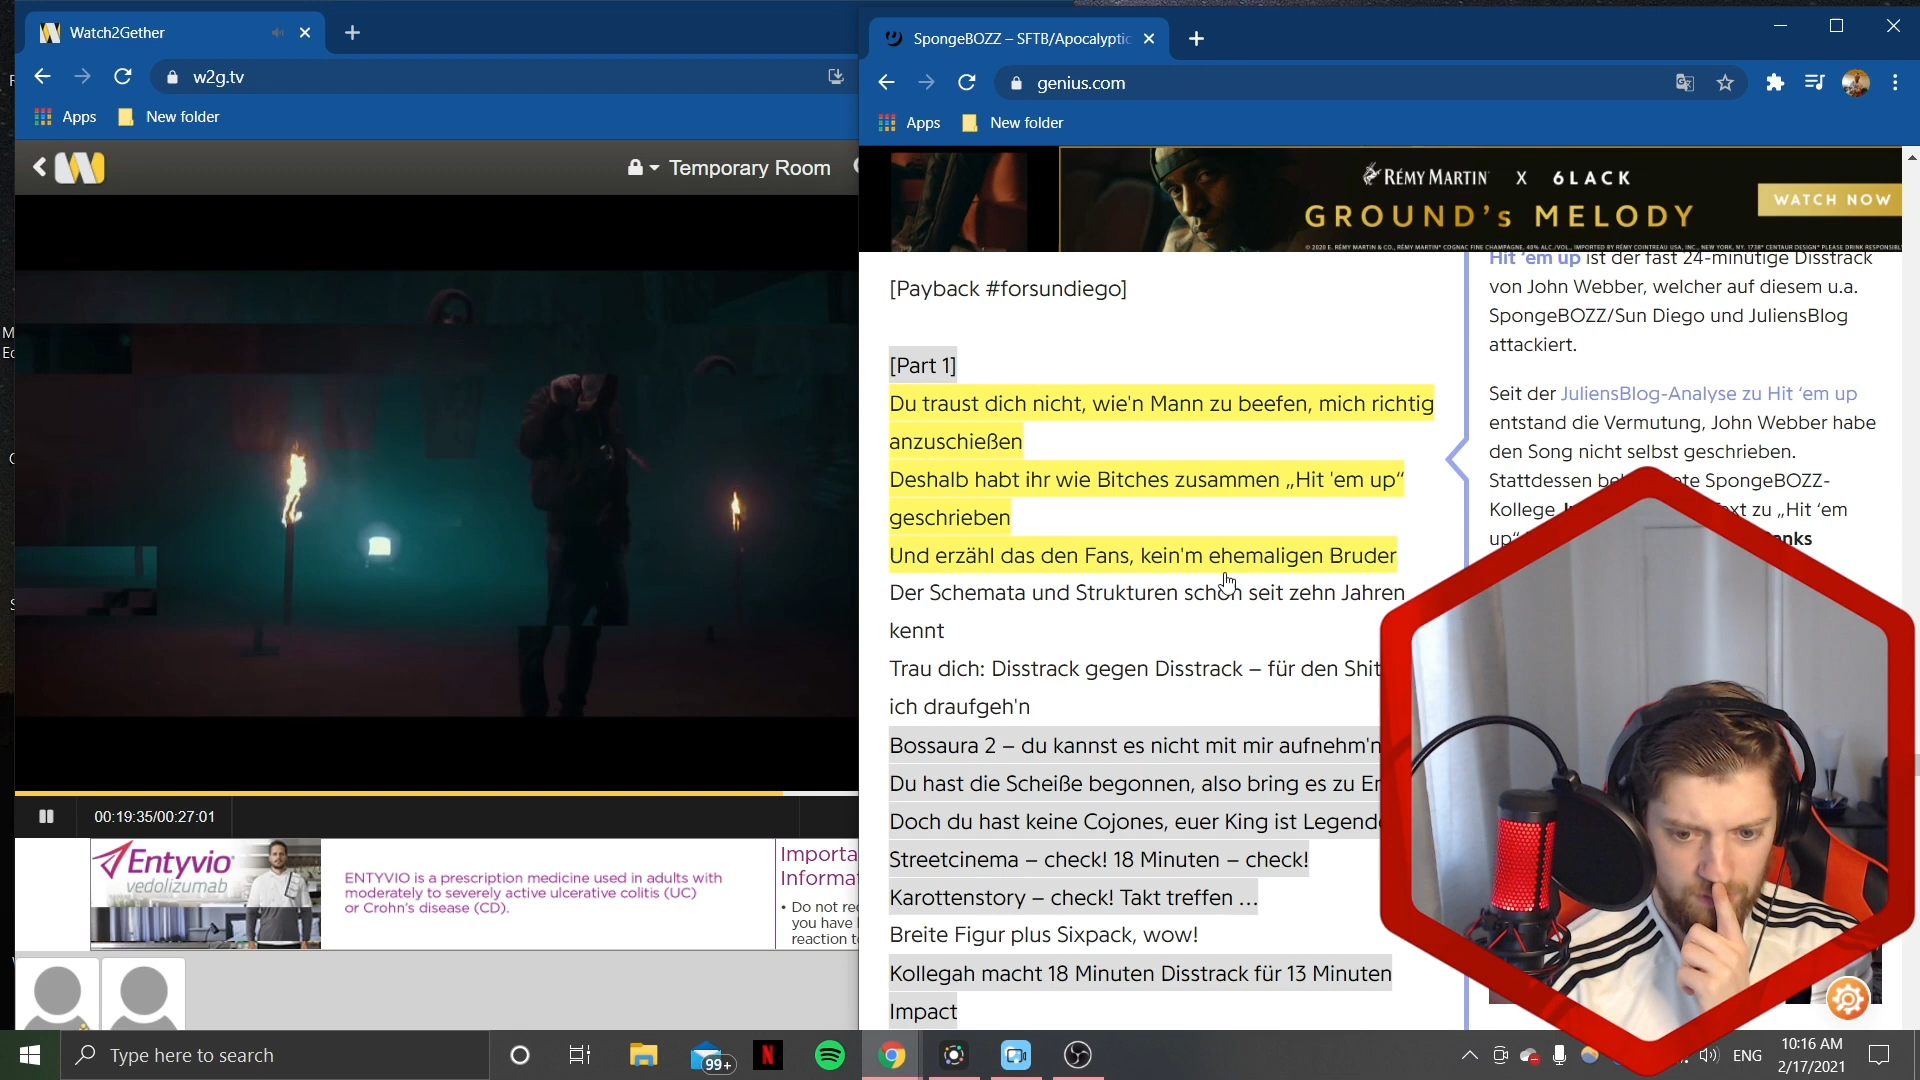 Watch2Gether
SpongeBOZZ – SFTB/Apocalyptic
w2g.tv
genius.com
Apps
New folder
Apps
New folder
Temporary Room
RÉMY MARTIN X 6LACK
GROUND's MELODY
WATCH NOW
[Payback #forsundiego]
[Part 1]
Du traust dich nicht, wie'n Mann zu beefen, mich richtig
anzuschießen
Deshalb habt ihr wie Bitches zusammen „Hit 'em up“
geschrieben
Und erzähl das den Fans, kein'm ehemaligen Bruder
Der Schemata und Strukturen schon seit zehn Jahren
kennt
Trau dich: Disstrack gegen Disstrack – für den Shit
ich draufgeh'n
Bossaura 2 – du kannst es nicht mit mir aufnehm'n
Du hast die Scheiße begonnen, also bring es zu
Doch du hast keine Cojones, euer King ist
Streetcinema – check! 18 Minuten – check!
Karottenstory – check! Takt treffen ...
Breite Figur plus Sixpack, wow!
Kollegah macht 18 Minuten Disstrack für 13 Minuten
Impact
Hit 'em up ist der fast 24-minütige Disstrack
von John Webber, welcher auf diesem u.a.
SpongeBOZZ/Sun Diego und JuliensBlog
attackiert.
Seit der JuliensBlog-Analyse zu Hit ‘em up
entstand die Vermutung, John Webber habe
den Song nicht selbst geschrieben.
Stattdessen SpongeBOZZ-
Kollege zu „Hit ‘em
up“
00:19:35/00:27:01
Entyvio
vedolizumab
ENTYVIO is a prescription medicine used in adults with
moderately to severely active ulcerative colitis (UC)
or Crohn's disease (CD).
Importa
Informa
• Do not re
you have
reaction t
Type here to search
99+
N
ENG
10:16 AM
2/17/2021